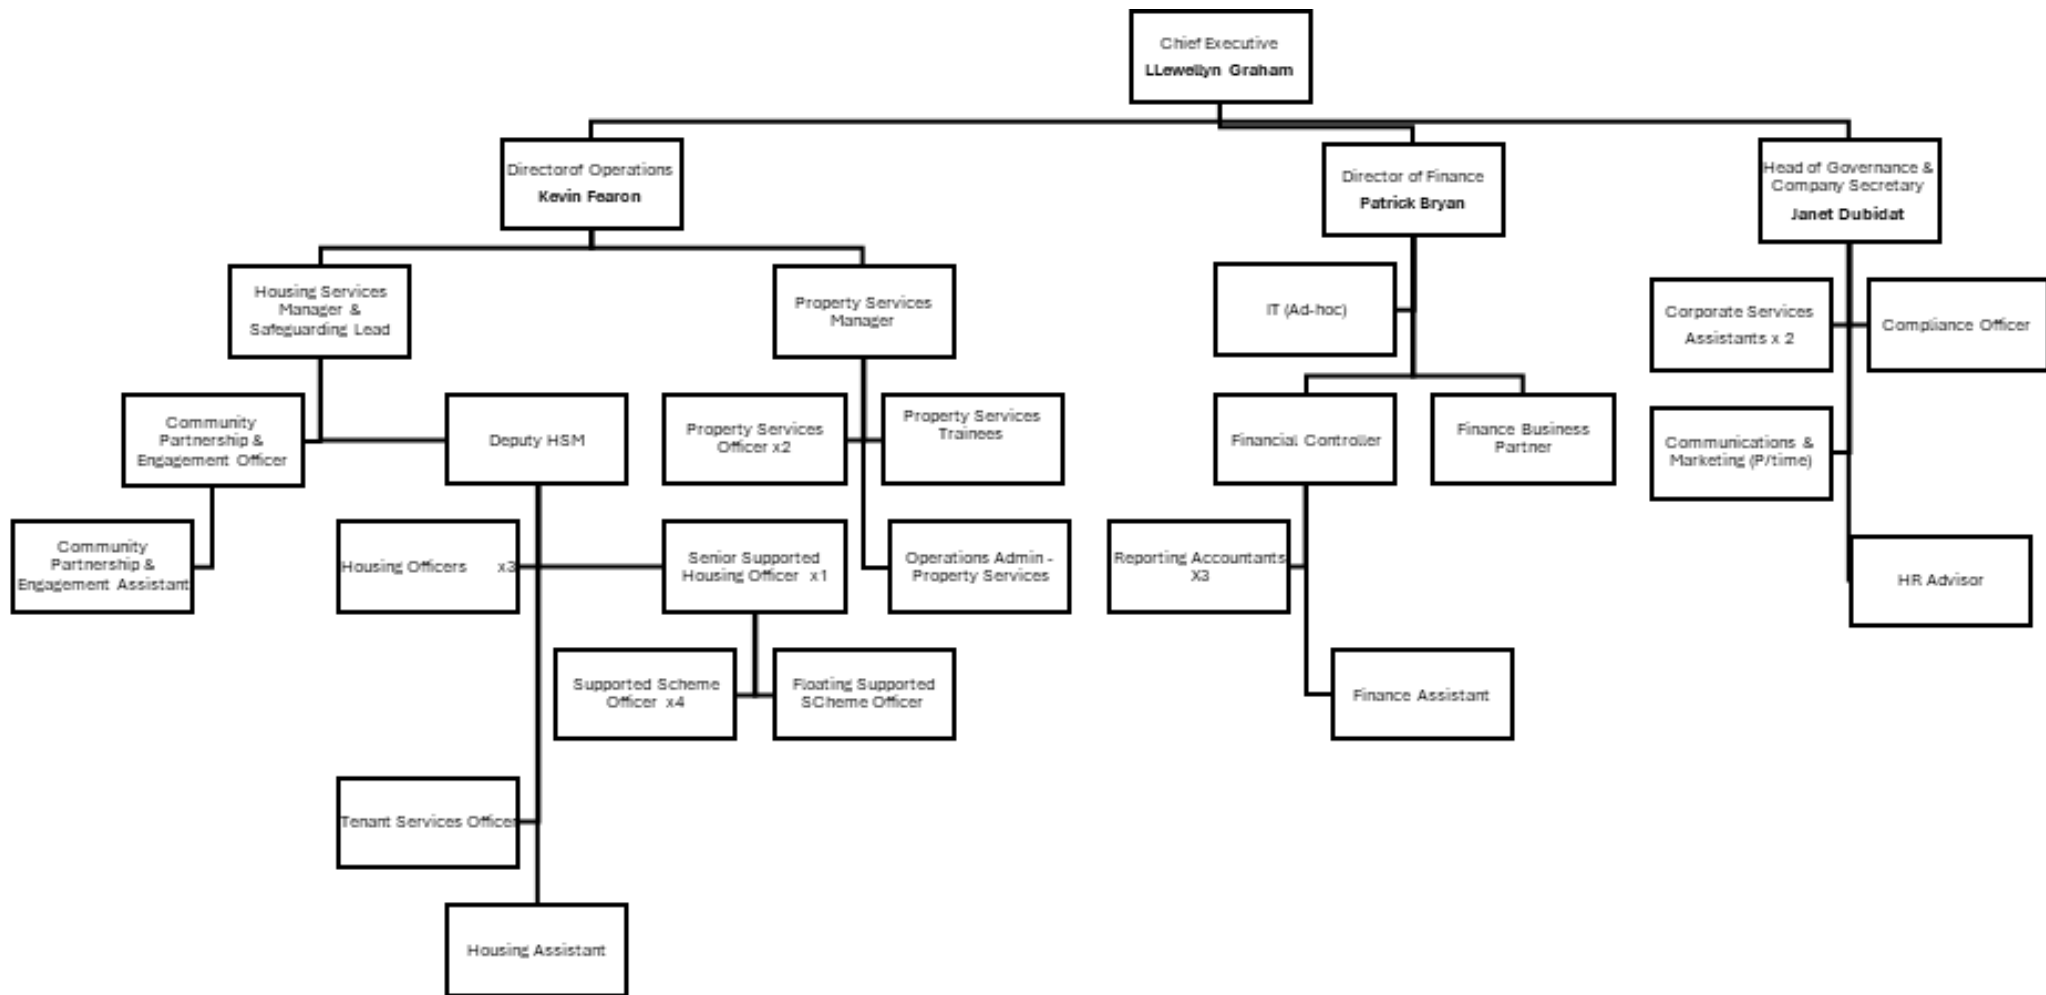 Chief Executive
LLewellyn Graham
Directorof Operations
Kevin Fearon
Director of Finance
Patrick Bryan
Head of Governance &
Company Secretary
Janet Dubidat
Housing Services
Manager &
Safeguarding Lead
Property Services
Manager
IT (Ad-hoc)
Corporate Services
Assistants x 2
Compliance Officer
Community
Partnership &
Engagement Officer
Deputy HSM
Property Services
Officer x2
Property Services
Trainees
Financial Controller
Finance Business
Partner
Communications &
Marketing (P/time)
Community
Partnership &
Engagement Assistant
Housing Officers x3
Senior Supported
Housing Officer x1
Operations Admin -
Property Services
Reporting Accountants
X3
HR Advisor
Supported Scheme
Officer x4
Floating Supported
SCheme Officer
Finance Assistant
Tenant Services Officer
Housing Assistant